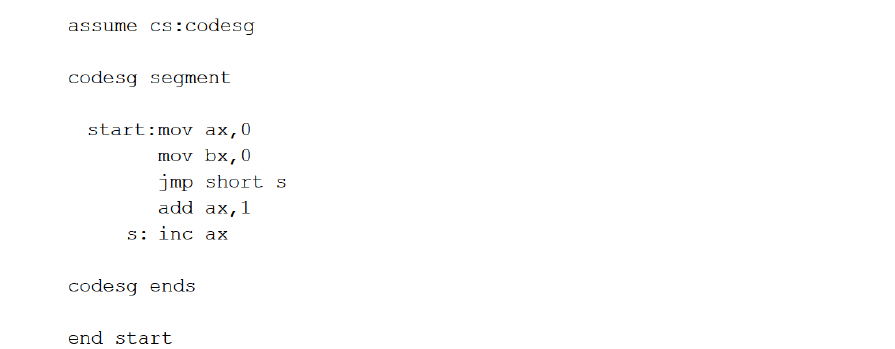 assume cs:codesg
codesg segment
start:mov ax,0
mov bx,0
jmp short s
add ax,1
s: inc ax
codesg ends
end start